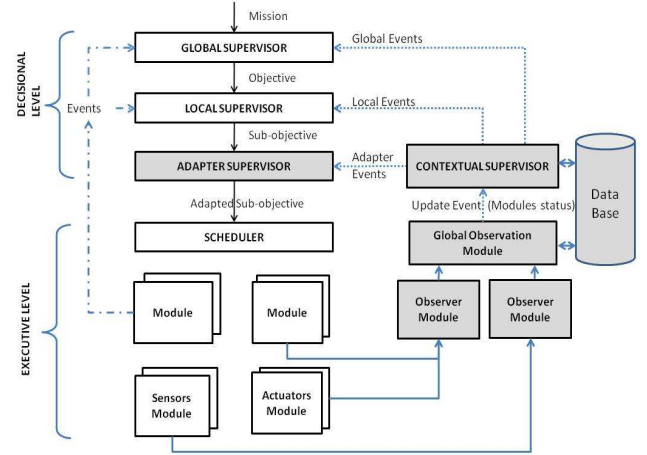 Mission
GLOBAL SUPERVISOR
Global Events
Objective
DECISIONAL
LEVEL
Events
LOCAL SUPERVISOR
Local Events
Sub-objective
ADAPTER SUPERVISOR
Adapter
Events
CONTEXTUAL SUPERVISOR
Data
Base
Adapted Sub-objective
Update Event (Modules status)
SCHEDULER
Global Observation
Module
EXECUTIVE LEVEL
Module
Module
Observer
Module
Observer
Module
Sensors
Module
Actuators
Module